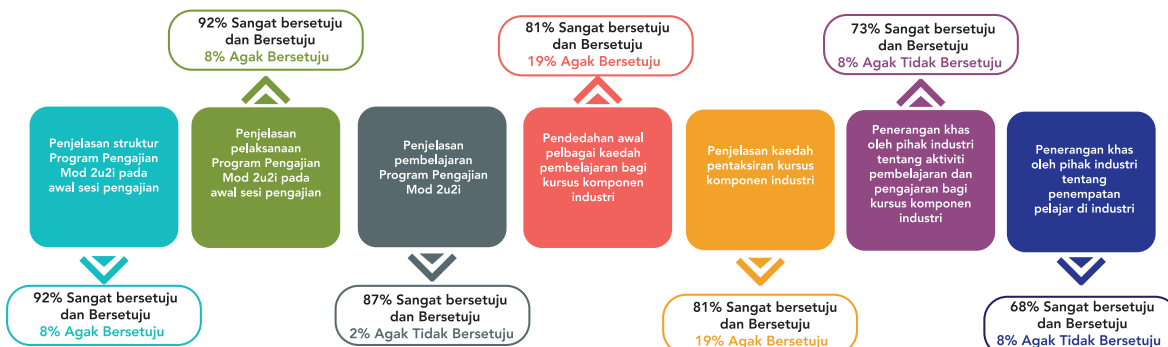 92% Sangat bersetuju
dan Bersetuju
8% Agak Bersetuju
81% Sangat bersetuju
dan Bersetuju
19% Agak Bersetuju
73% Sangat bersetuju
dan Bersetuju
8% Agak Tidak Bersetuju
Penjelasan struktur
Program Pengajian
Mod 2u2i pada
awal sesi pengajian
Penjelasan
pelaksanaan
Program Pengajian
Mod 2u2i pada
awal sesi pengajian
Penjelasan
pembelajaran
Program Pengajian
Mod 2u2i
Pendedahan awal
pelbagai kaedah
pembelajaran bagi
kursus komponen
industri
Penjelasan kaedah
pentaksiran kursus
komponen industri
Penerangan khas
oleh pihak industri
tentang aktiviti
pembelajaran dan
pengajaran bagi
kursus komponen
industri
Penerangan khas
oleh pihak industri
tentang
penempatan
pelajar di industri
92% Sangat bersetuju
dan Bersetuju
8% Agak Bersetuju
87% Sangat bersetuju
dan Bersetuju
2% Agak Tidak Bersetuju
81% Sangat bersetuju
dan Bersetuju
19% Agak Bersetuju
68% Sangat bersetuju
dan Bersetuju
8% Agak Tidak Bersetuju